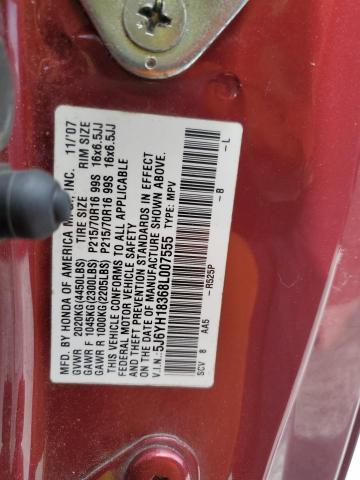 MFD. BY HONDA OF AMERICA MFG., INC. 11/'07
GVWR 2020KG(4450LBS) TIRE SIZE RIM SIZE
GAWR F 1045KG(2300LBS) P215/70R16 99S 16x6.5JJ
GAWR R 1000KG(2205LBS) P215/70R16 99S 16x6.5JJ
THIS VEHICLE CONFORMS TO ALL APPLICABLE
FEDERAL MOTOR VEHICLE SAFETY
AND THEFT PREVENTION STANDARDS IN EFFECT
ON THE DATE OF MANUFACTURE SHOWN ABOVE.
V.I.N.: 5J6YH18368L007555 TYPE: MPV
SCV 8 AA5 -R525P -B -L